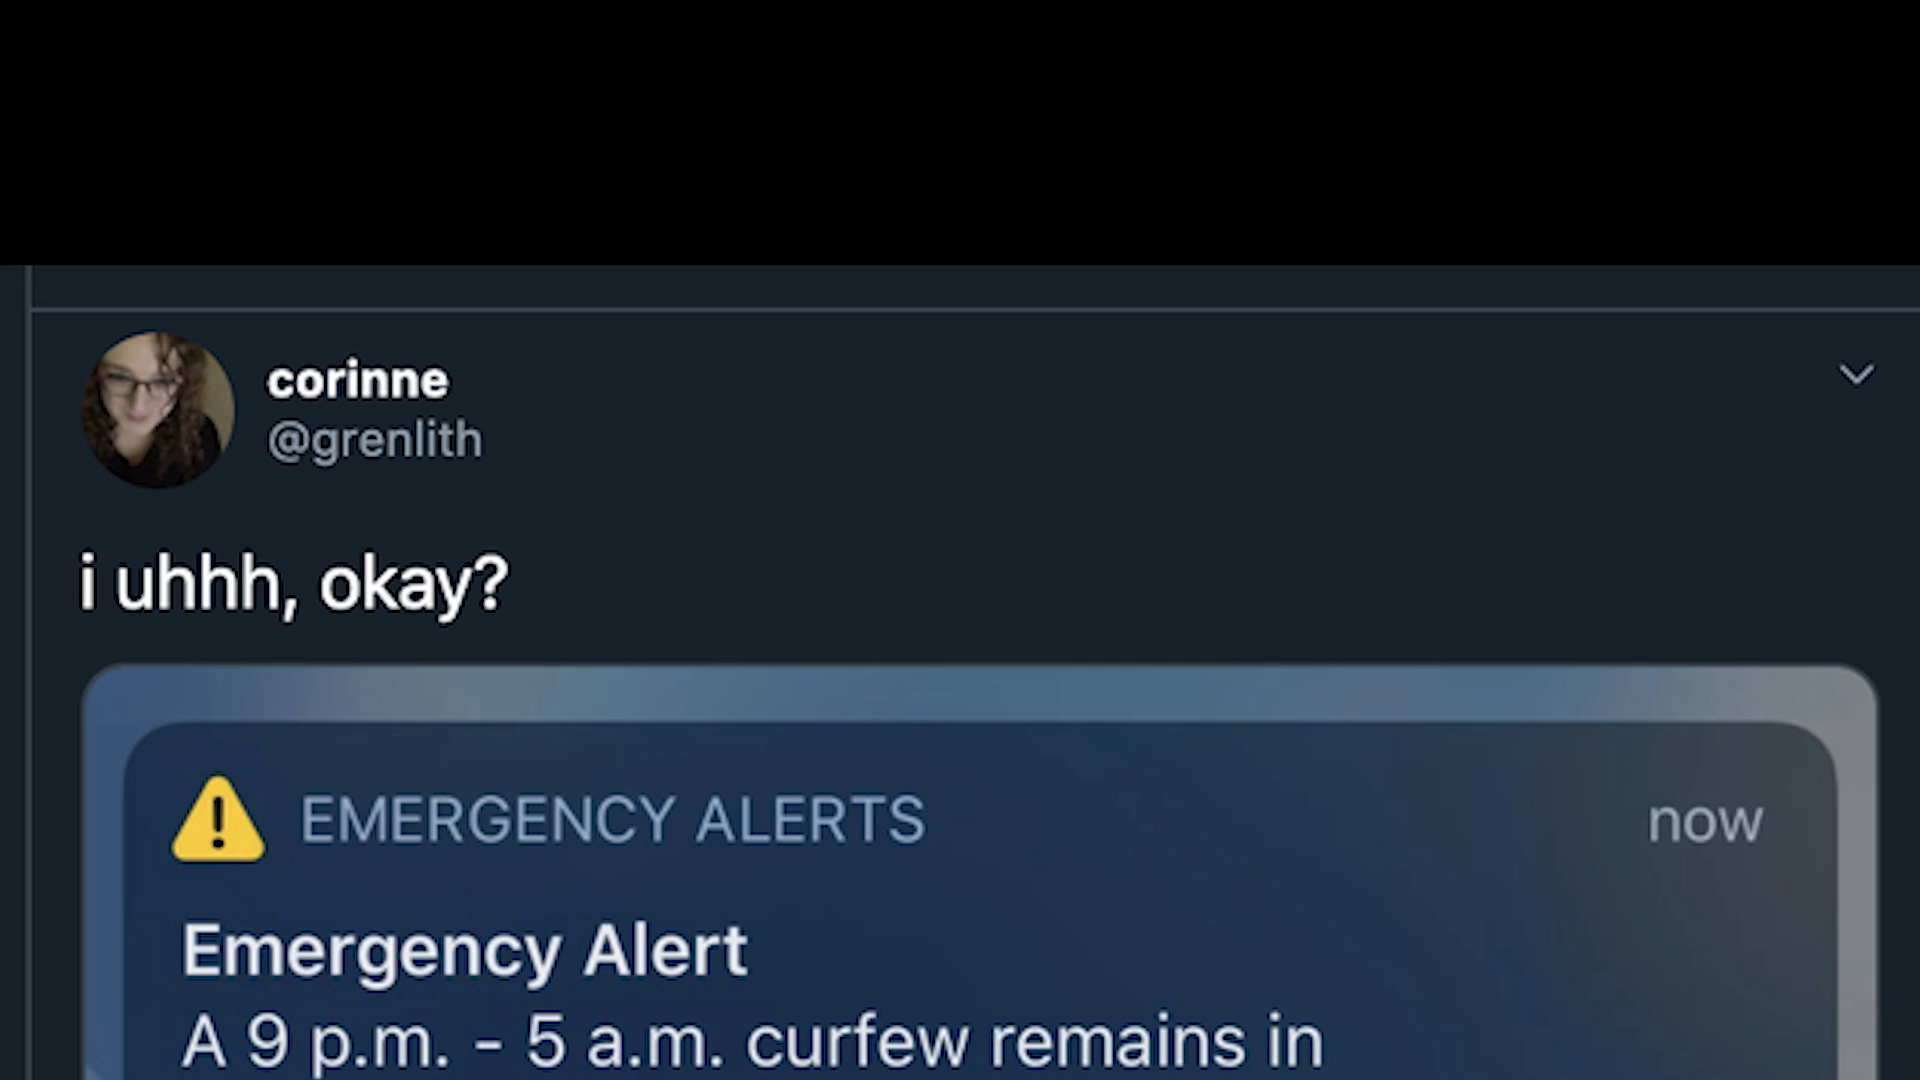 corinne
@grenlith
i uhhh, okay?
EMERGENCY ALERTS
now
Emergency Alert
A 9 p.m. - 5 a.m. curfew remains in